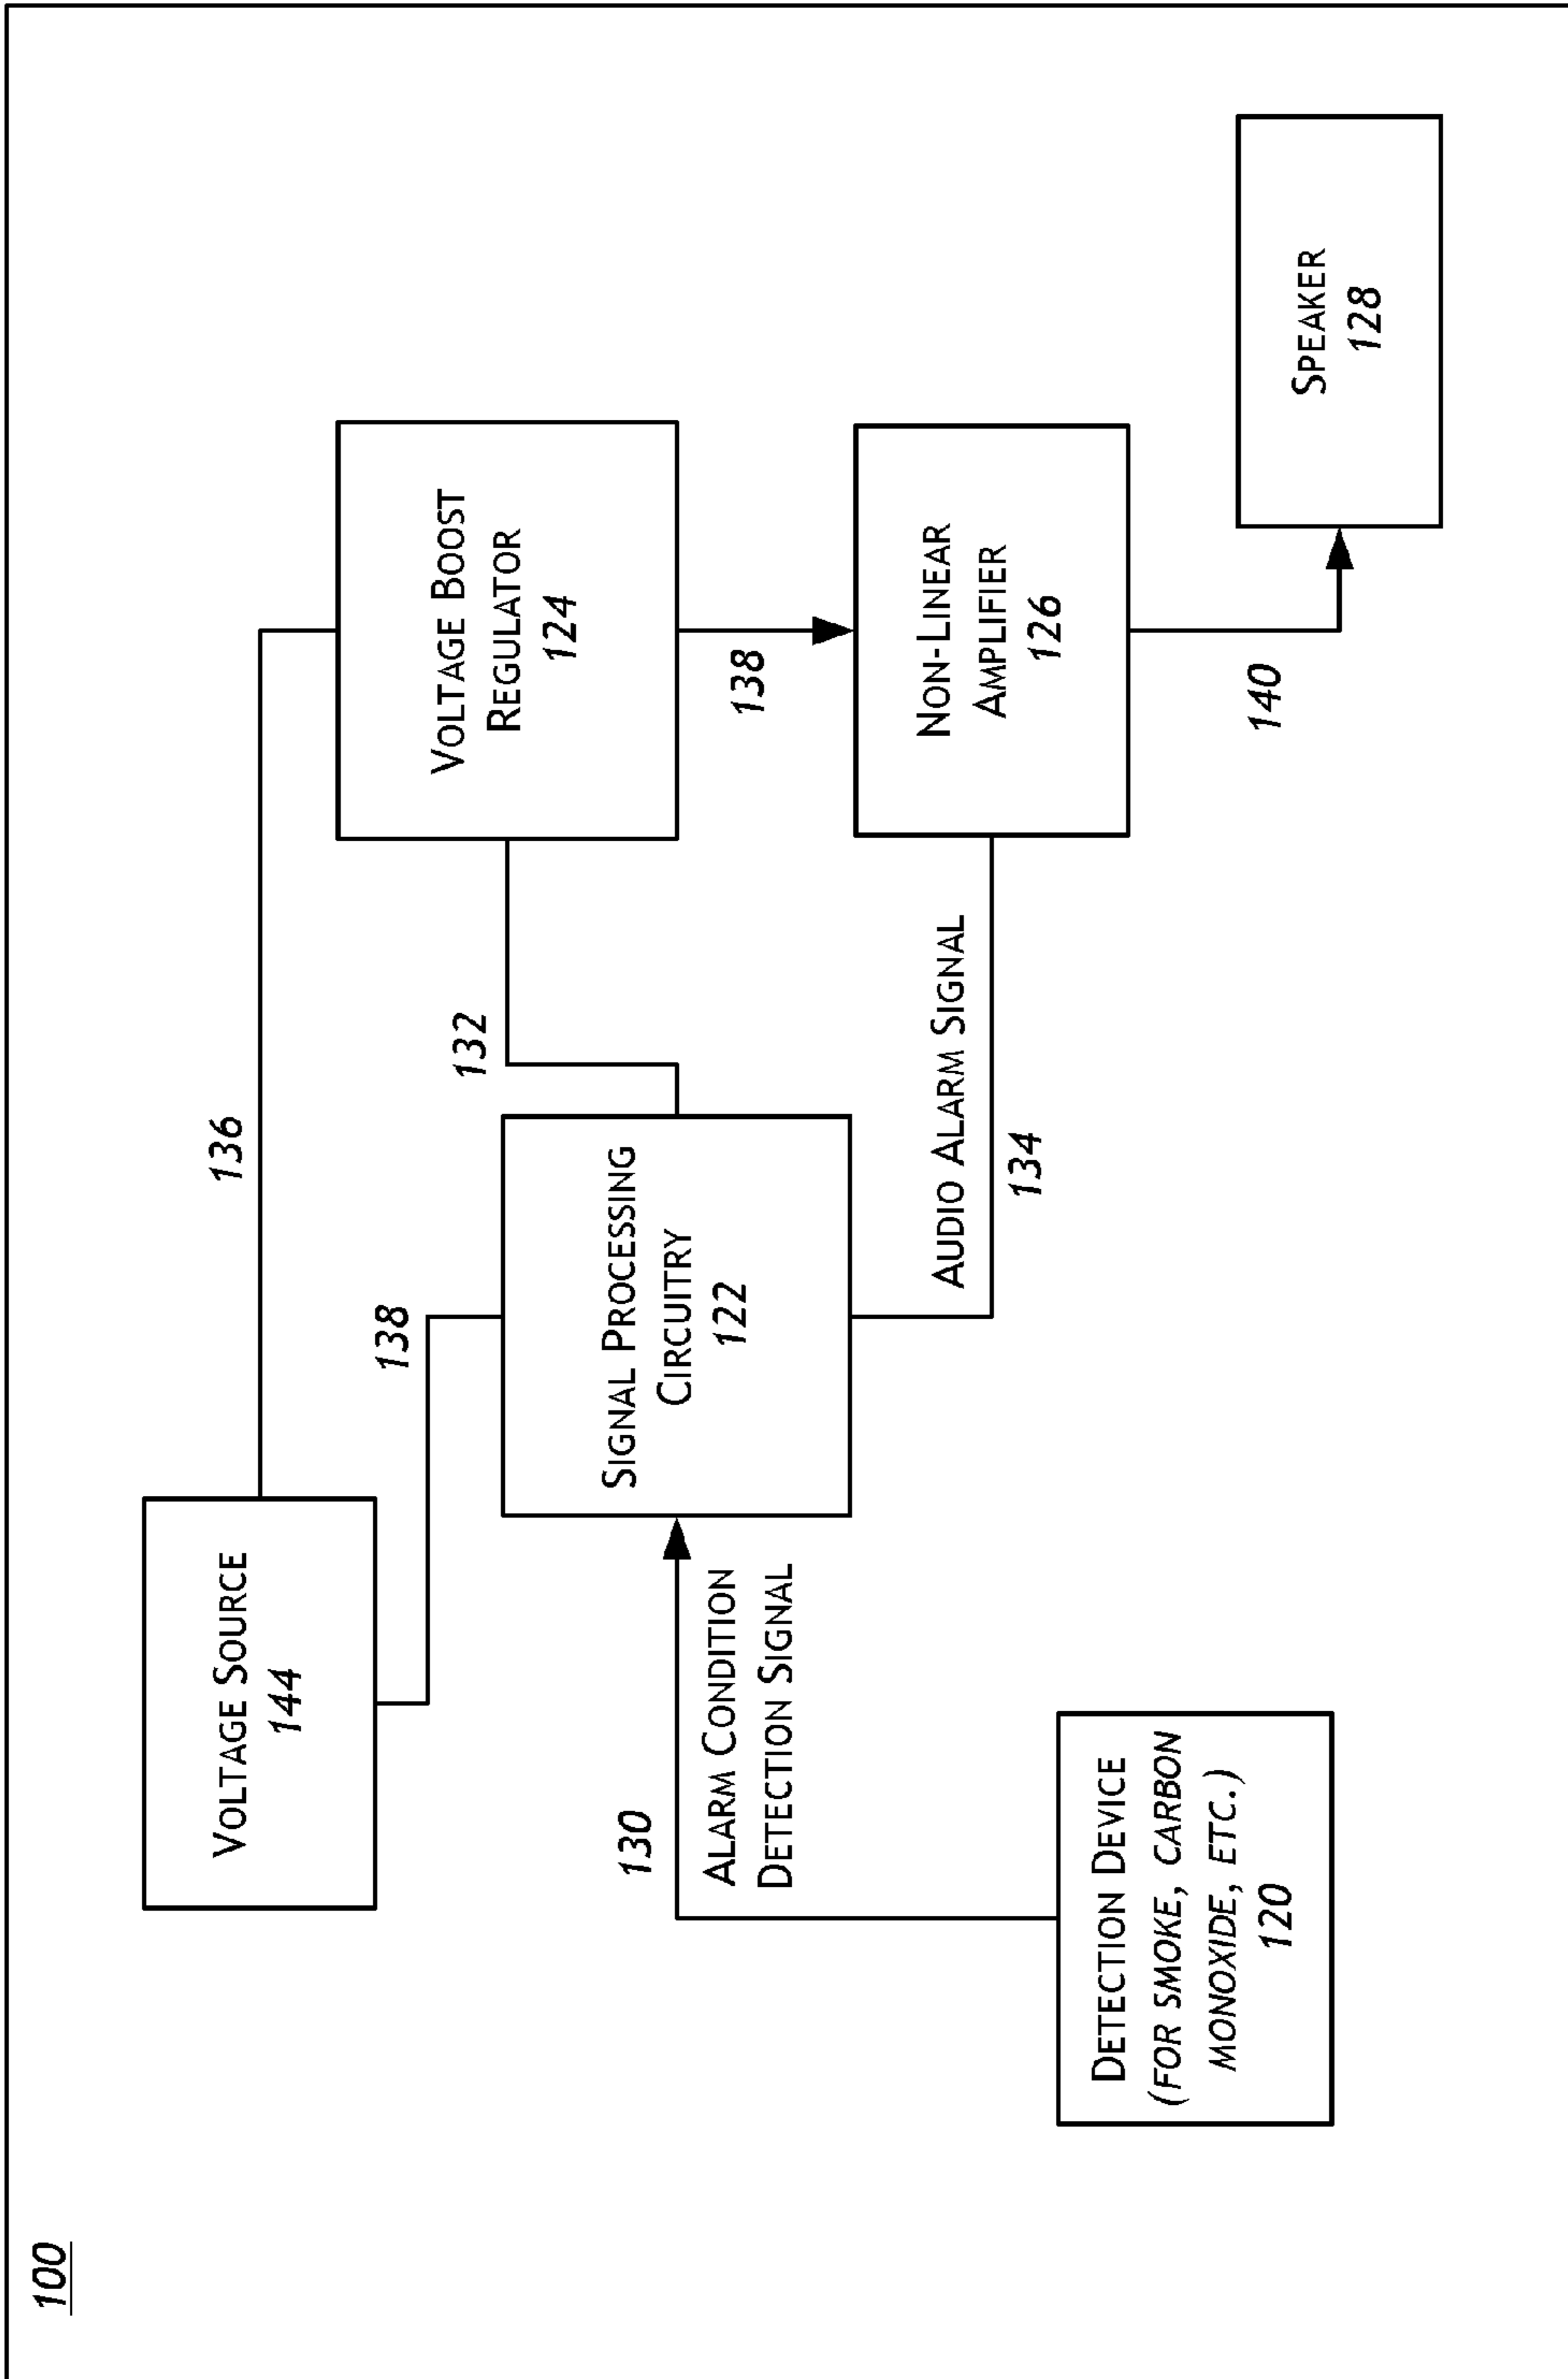 100
VOLTAGE SOURCE
144
136
138
VOLTAGE BOOST
REGULATOR
124
132
SIGNAL PROCESSING
CIRCUITRY
122
130
ALARM CONDITION
DETECTION SIGNAL
138
AUDIO ALARM SIGNAL
134
NON-LINEAR
AMPLIFIER
126
DETECTION DEVICE
(FOR SMOKE, CARBON
MONOXIDE, ETC.)
120
140
SPEAKER
128